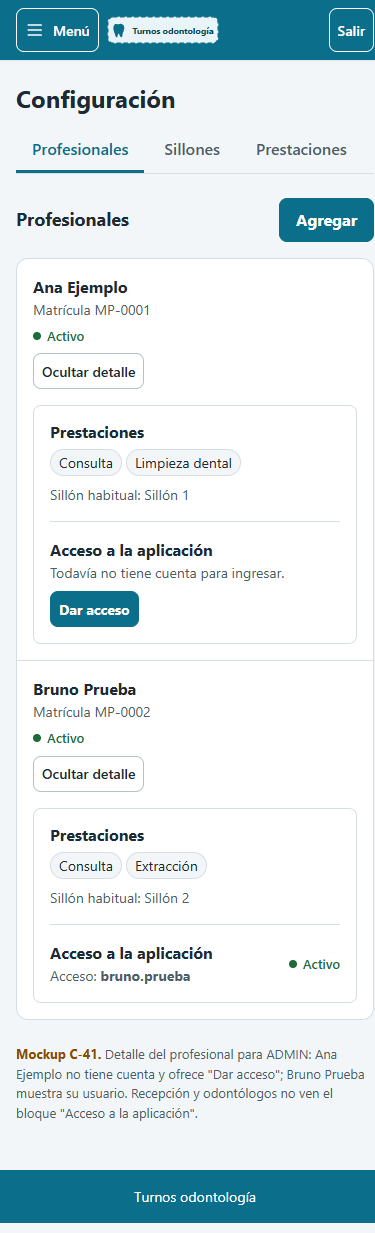 Menú
Turnos odontología
Salir
Configuración
Profesionales Sillones Prestaciones
Profesionales
Agregar
Ana Ejemplo
Matrícula MP-0001
Activo
Ocultar detalle
Prestaciones
Consulta Limpieza dental
Sillón habitual: Sillón 1
Acceso a la aplicación
Todavía no tiene cuenta para ingresar.
Dar acceso
Bruno Prueba
Matrícula MP-0002
Activo
Ocultar detalle
Prestaciones
Consulta Extracción
Sillón habitual: Sillón 2
Acceso a la aplicación
Activo
Acceso: bruno.prueba
Mockup C-41. Detalle del profesional para ADMIN: Ana
Ejemplo no tiene cuenta y ofrece "Dar acceso"; Bruno Prueba
muestra su usuario. Recepción y odontólogos no ven el
bloque "Acceso a la aplicación".
Turnos odontología